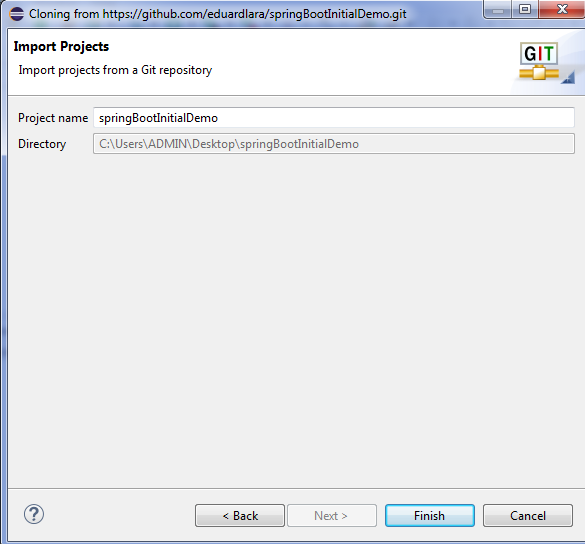 Cloning from https://github.com/eduardlara/springBootInitialDemo.git
Import Projects
Import projects from a Git repository
GIT
Project name springBootInitialDemo
Directory C:\Users\ADMIN\Desktop\springBootInitialDemo
? < Back Next > Finish Cancel